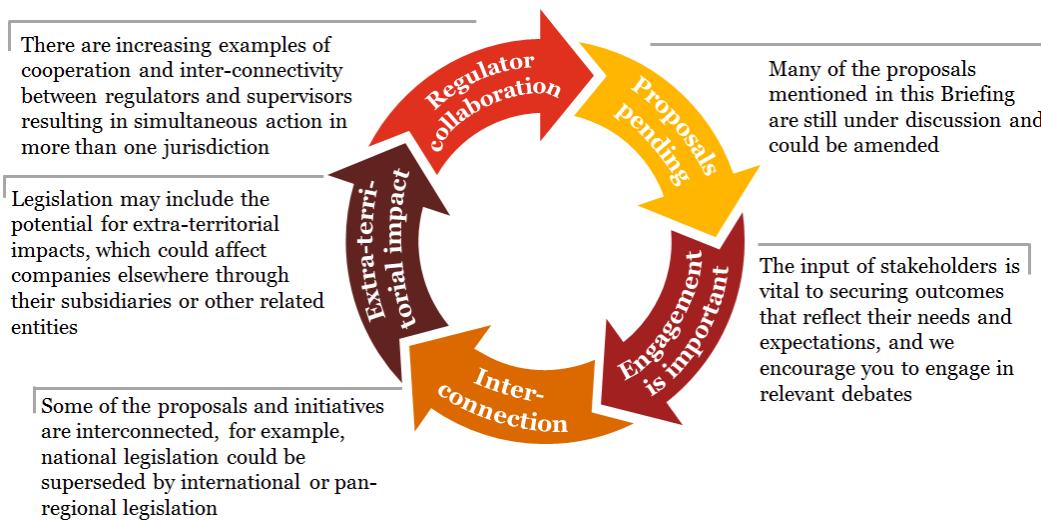 There are increasing examples of
cooperation and inter-connectivity
between regulators and supervisors
resulting in simultaneous action in
more than one jurisdiction
Regulator
collaboration
Proposals
pending
Many of the proposals
mentioned in this Briefing
are still under discussion and
could be amended
Legislation may include the
potential for extra-territorial
impacts, which could affect
companies elsewhere through
their subsidiaries or other related
entities
Extra-terri-
torial impact
Engagement
is important
The input of stakeholders is
vital to securing outcomes
that reflect their needs and
expectations, and we
encourage you to engage in
relevant debates
Inter-
connection
Some of the proposals and initiatives
are interconnected, for example,
national legislation could be
superseded by international or pan-
regional legislation